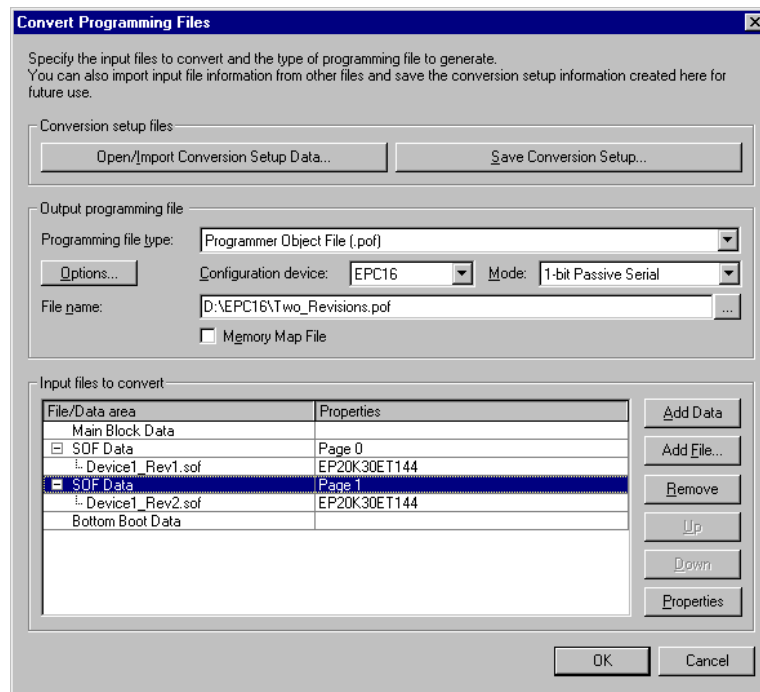 Convert Programming Files
Specify the input files to convert and the type of programming file to generate.
You can also import input file information from other files and save the conversion setup information created here for
future use.
Conversion setup files
Open/Import Conversion Setup Data...
Save Conversion Setup...
Output programming file
Programming file type:
Programmer Object File (.pof)
Options...
Configuration device:
EPC16
Mode:
1-bit Passive Serial
File name:
D:\EPC16\Two_Revisions.pof
...
Memory Map File
Input files to convert
File/Data area
Properties
Main Block Data
SOF Data
Page 0
Device1_Rev1.sof
EP20K30ET144
SOF Data
Page 1
Device1_Rev2.sof
EP20K30ET144
Bottom Boot Data
Add Data
Add File...
Remove
Up
Down
Properties
OK
Cancel